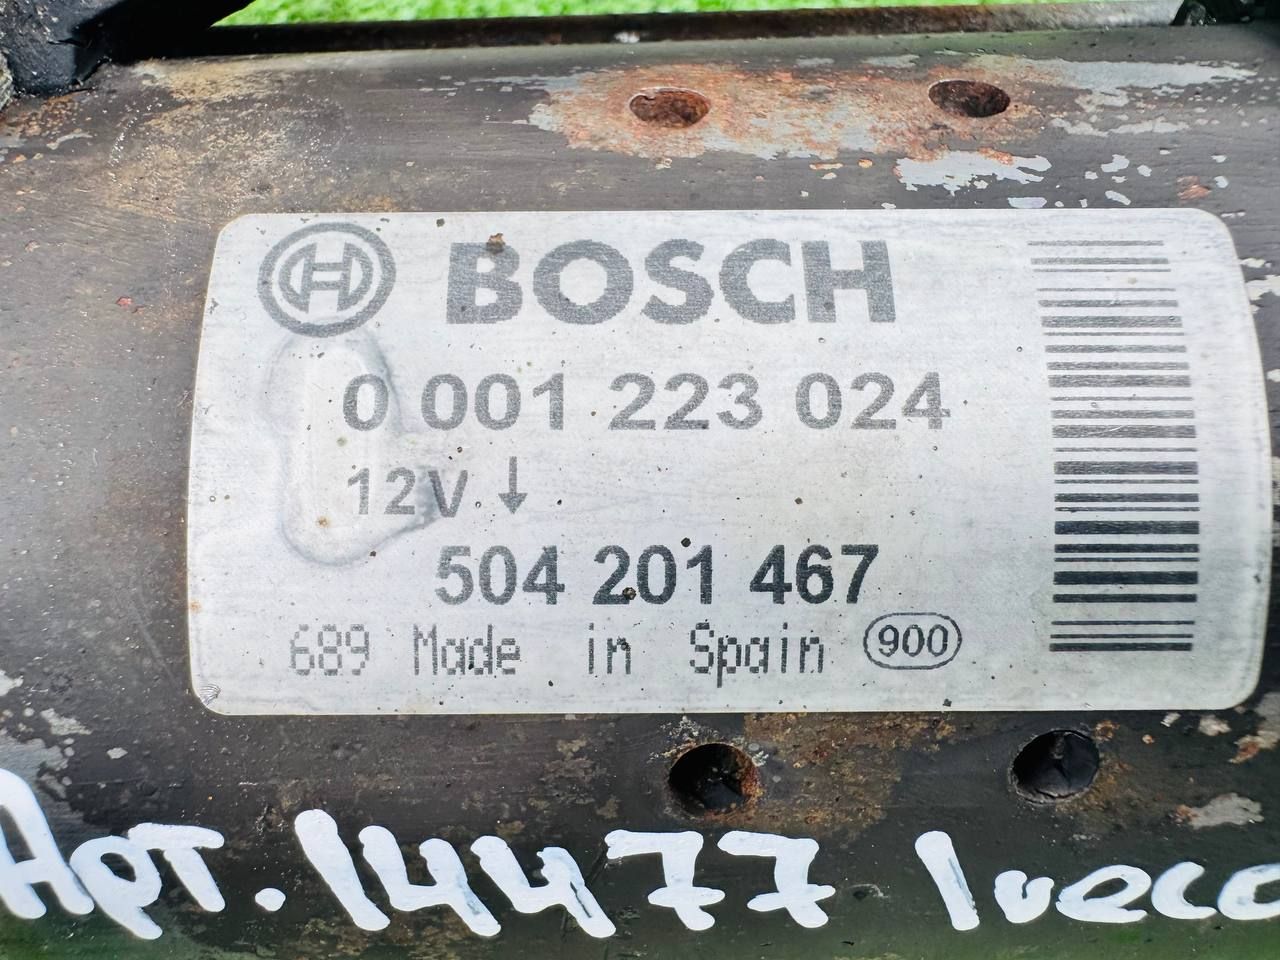 BOSCH
0 001 223 024
12V ↓
504 201 467
689 Made in Spain 900
Арт. 14477 Iveco